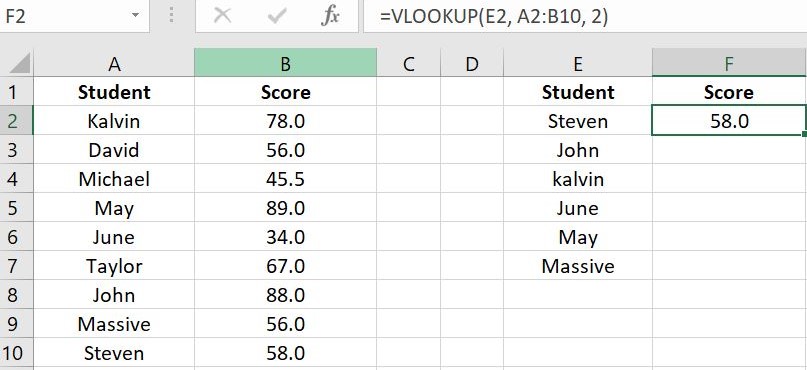 F2 fx =VLOOKUP(E2, A2:B10, 2)
A B C D E F
1 Student Score Student Score
2 Kalvin 78.0 Steven 58.0
3 David 56.0 John
4 Michael 45.5 kalvin
5 May 89.0 June
6 June 34.0 May
7 Taylor 67.0 Massive
8 John 88.0
9 Massive 56.0
10 Steven 58.0